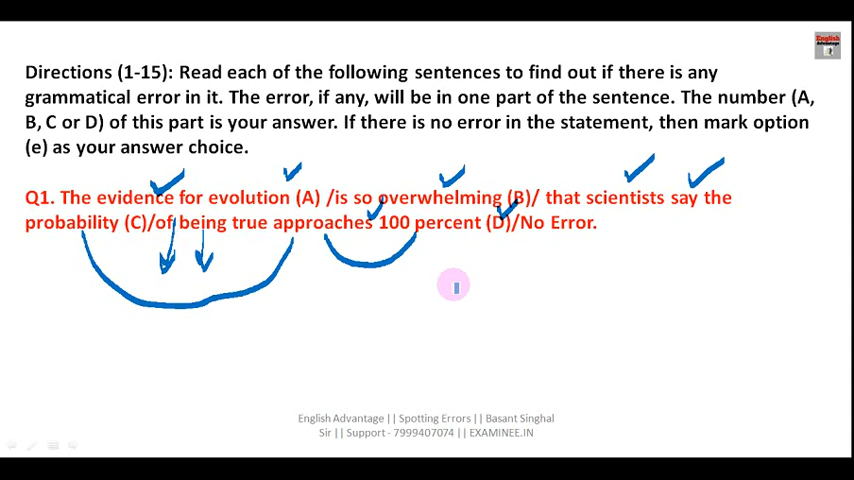 English
Advantage
Directions (1-15): Read each of the following sentences to find out if there is any
grammatical error in it. The error, if any, will be in one part of the sentence. The number (A,
B, C or D) of this part is your answer. If there is no error in the statement, then mark option
(e) as your answer choice.
Q1. The evidence for evolution (A) /is so overwhelming (B)/ that scientists say the
probability (C)/of being true approaches 100 percent (D)/No Error.
English Advantage || Spotting Errors || Basant Singhal
Sir || Support - 7999407074 || EXAMINEE.IN